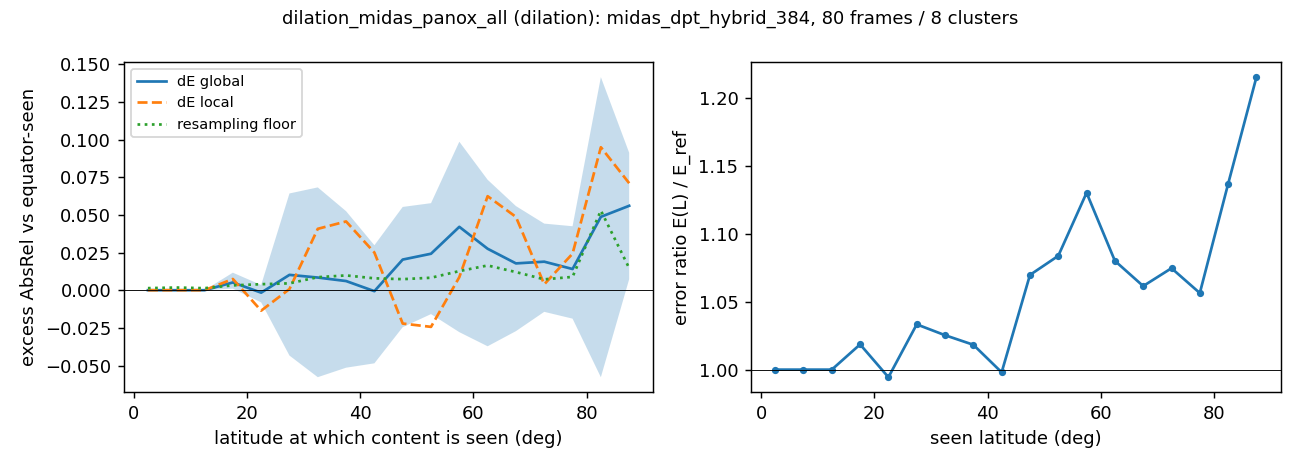 dilation_midas_panox_all (dilation): midas_dpt_hybrid_384, 80 frames / 8 clusters
excess AbsRel vs equator-seen
0.150
0.125
0.100
0.075
0.050
0.025
0.000
−0.025
−0.050
dE global
dE local
resampling floor
0 20 40 60 80
latitude at which content is seen (deg)
error ratio E(L) / E_ref
1.20
1.15
1.10
1.05
1.00
0 20 40 60 80
seen latitude (deg)